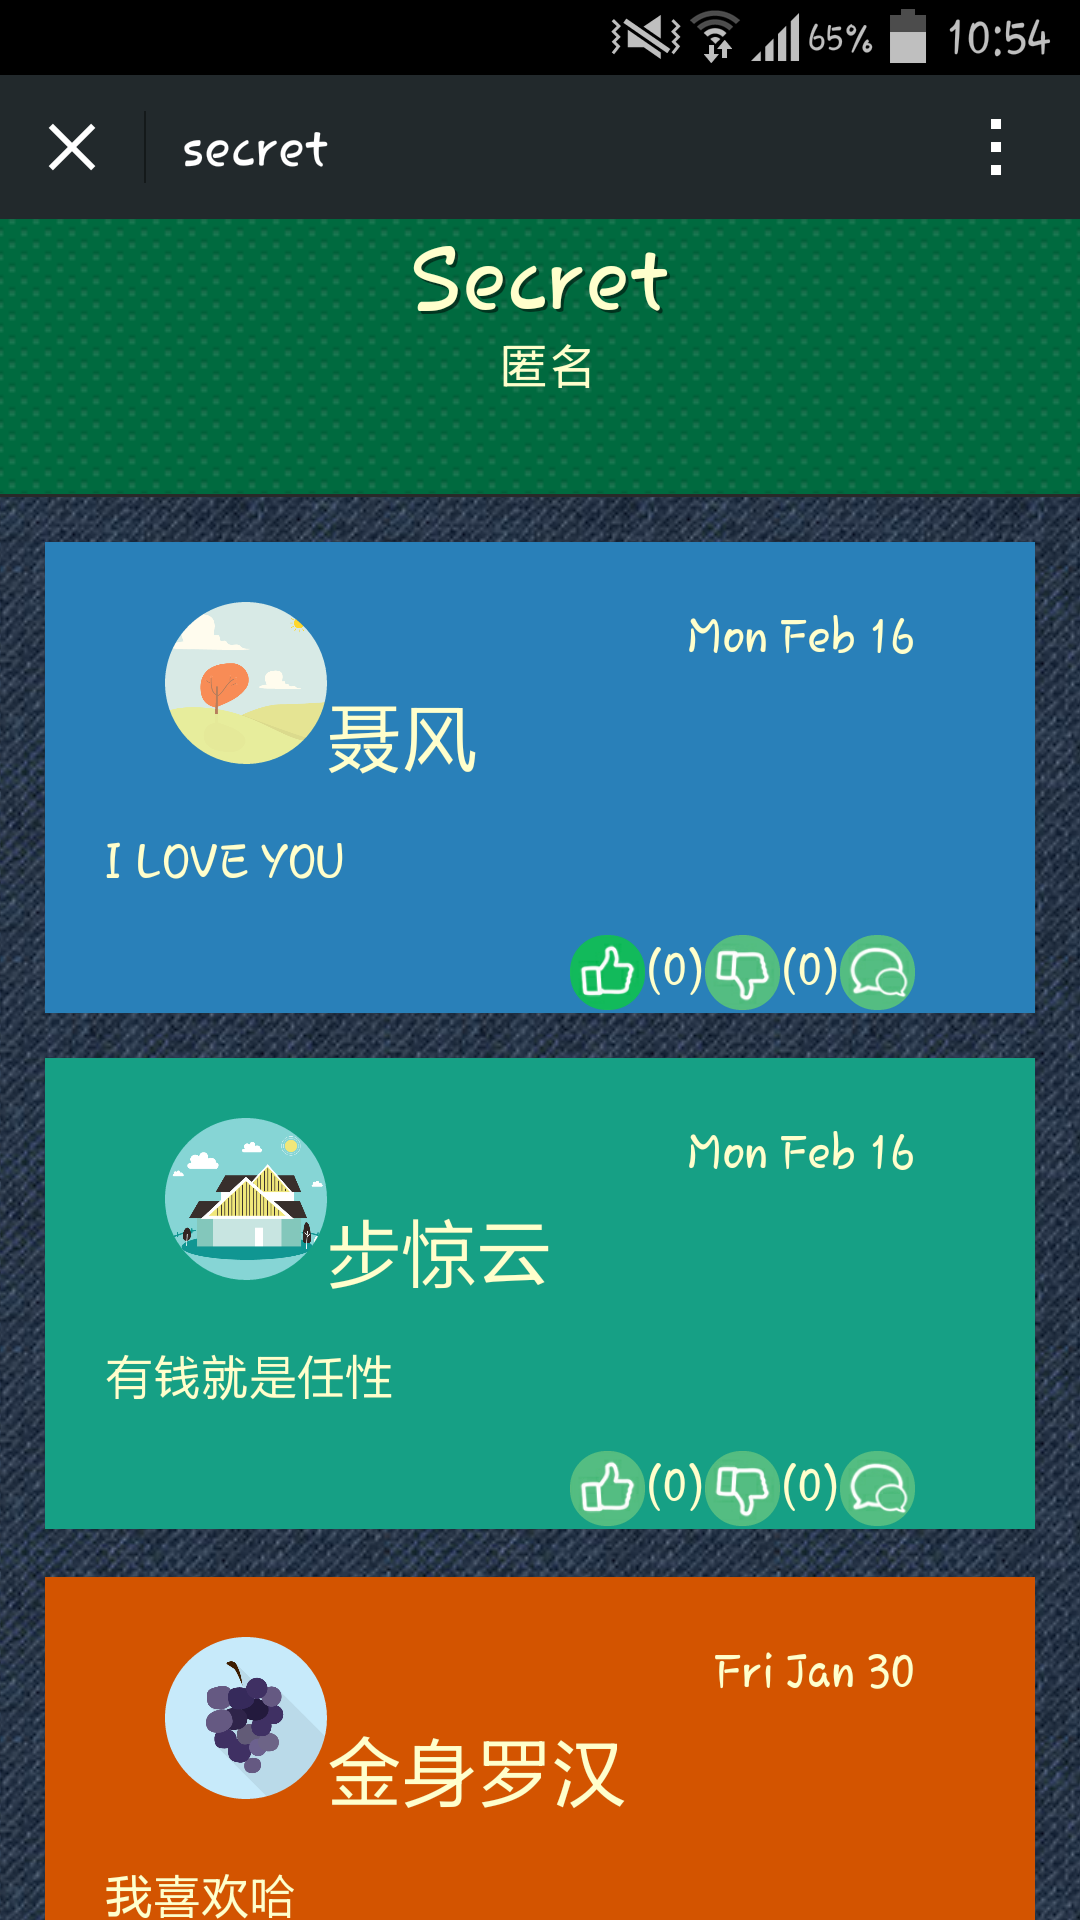 65% 10:54
secret
Secret
匿名
Mon Feb 16
聂风
I LOVE YOU
(0) (0)
Mon Feb 16
步惊云
有钱就是任性
(0) (0)
Fri Jan 30
金身罗汉
我喜欢哈